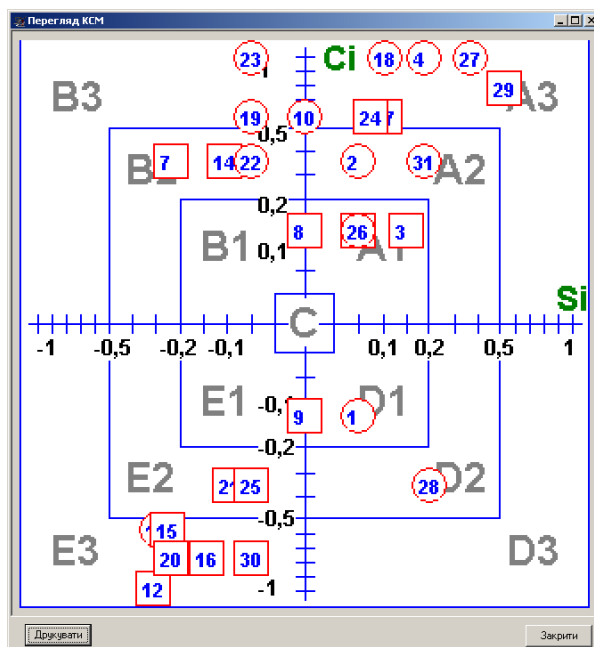 Перегляд КСМ
23 Ci 18 4 27
1
B3 29 A3
19 10 24 7
0,5
B2 7 14 22 2 31 A2
0,2
8 26 3
B1 0,1 A1
Si
C
-1 -0,5 -0,2 -0,1 0,1 0,2 0,5 1
E1 -0, D1
9 1
-0,2
E2 2 25 28 D2
-0,5
15
E3 20 16 30 D3
12 -1
Друкувати Закрити